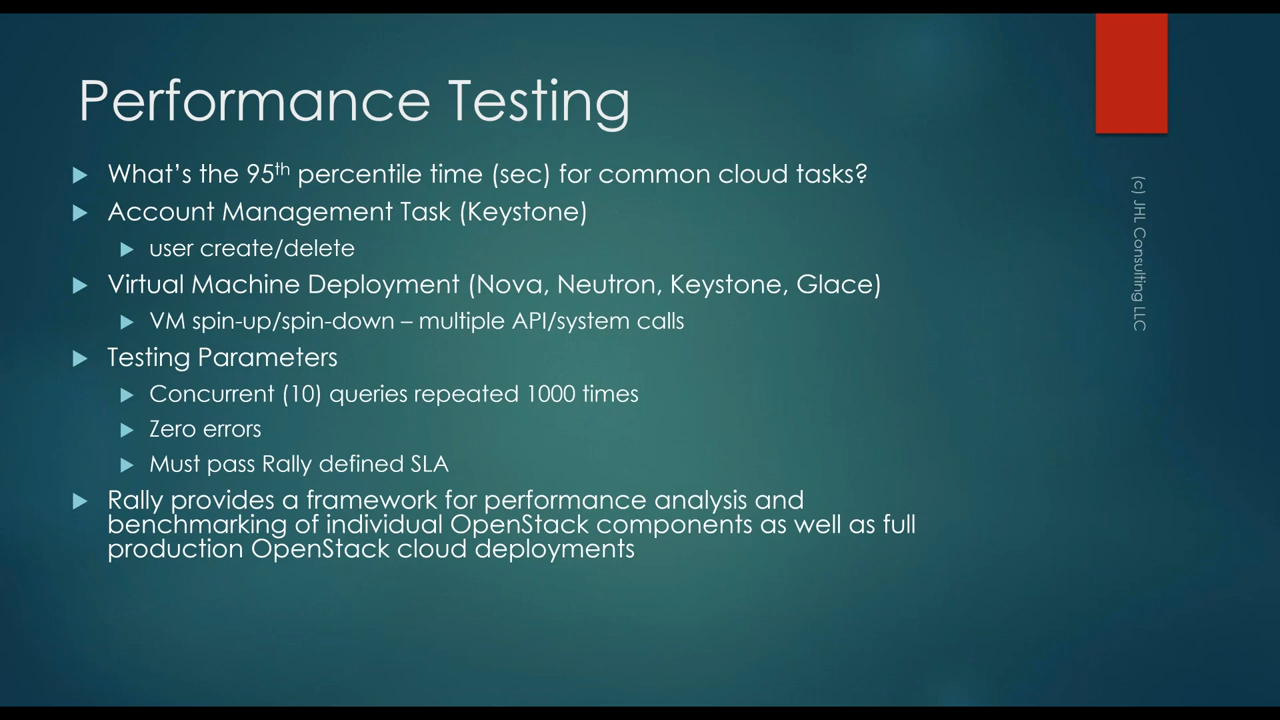 Performance Testing
What's the 95th percentile time (sec) for common cloud tasks?
Account Management Task (Keystone)
user create/delete
Virtual Machine Deployment (Nova, Neutron, Keystone, Glace)
VM spin-up/spin-down – multiple API/system calls
Testing Parameters
Concurrent (10) queries repeated 1000 times
Zero errors
Must pass Rally defined SLA
Rally provides a framework for performance analysis and
benchmarking of individual OpenStack components as well as full
production OpenStack cloud deployments
(c) JHL Consulting LLC